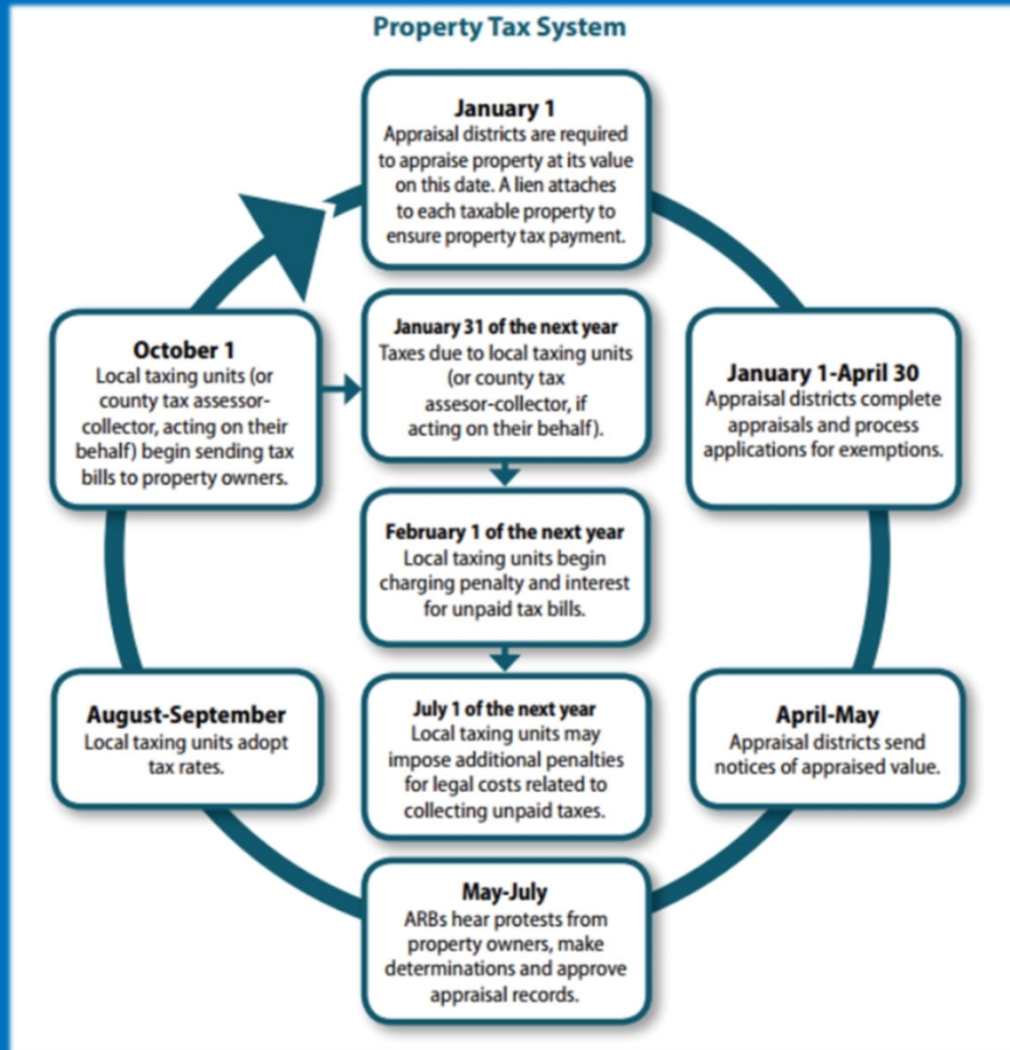 Property Tax System
January 1
Appraisal districts are required
to appraise property at its value
on this date. A lien attaches
to each taxable property to
ensure property tax payment.
January 1-April 30
Appraisal districts complete
appraisals and process
applications for exemptions.
April-May
Appraisal districts send
notices of appraised value.
May-July
ARBs hear protests from
property owners, make
determinations and approve
appraisal records.
August-September
Local taxing units adopt
tax rates.
October 1
Local taxing units (or
county tax assessor-
collector, acting on their
behalf) begin sending tax
bills to property owners.
January 31 of the next year
Taxes due to local taxing units
(or county tax
assesor-collector, if
acting on their behalf).
February 1 of the next year
Local taxing units begin
charging penalty and interest
for unpaid tax bills.
July 1 of the next year
Local taxing units may
impose additional penalties
for legal costs related to
collecting unpaid taxes.